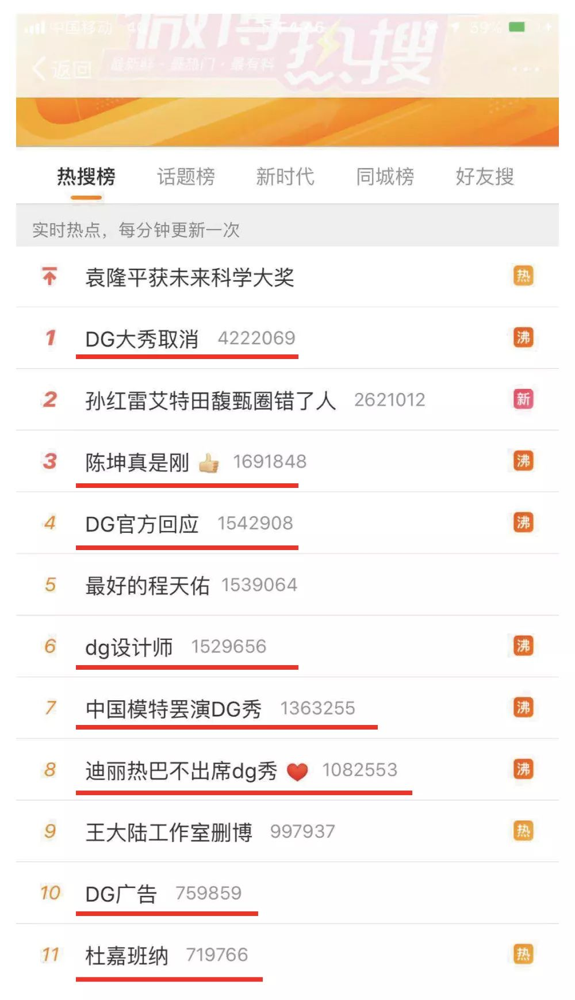 中国移动 4G 39%
微博热搜
返回
最新鲜·最热门·最有料
热搜榜 话题榜 新时代 同城榜 好友搜
实时热点，每分钟更新一次
袁隆平获未来科学大奖 热
1 DG大秀取消 4222069 沸
2 孙红雷艾特田馥甄圈错了人 2621012 新
3 陈坤真是刚 👍 1691848 沸
4 DG官方回应 1542908 沸
5 最好的程天佑 1539064
6 dg设计师 1529656 沸
7 中国模特罢演DG秀 1363255 沸
8 迪丽热巴不出席dg秀 ❤️ 1082553 沸
9 王大陆工作室删博 997937 热
10 DG广告 759859
11 杜嘉班纳 719766 热